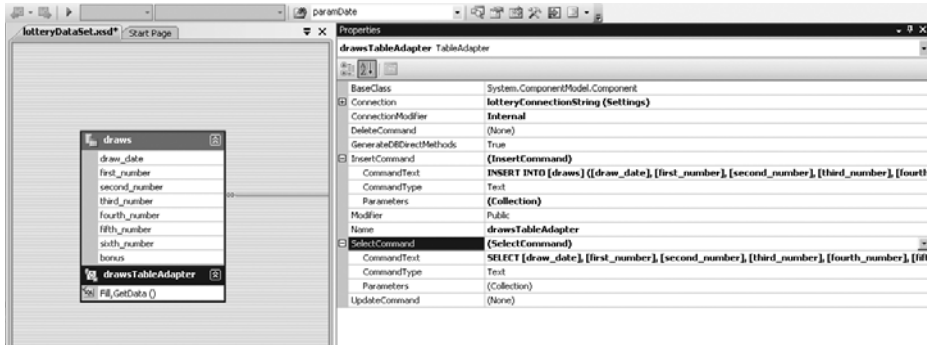 paramDate
lotteryDataSet.xsd* Start Page
draws
draw_date
first_number
second_number
third_number
fourth_number
fifth_number
sixth_number
bonus
drawsTableAdapter
Fill,GetData ()
Properties
drawsTableAdapter TableAdapter
BaseClass System.ComponentModel.Component
Connection lotteryConnectionString (Settings)
ConnectionModifier Internal
DeleteCommand (None)
GenerateDBDirectMethods True
InsertCommand (InsertCommand)
CommandText INSERT INTO [draws] ([draw_date], [first_number], [second_number], [third_number], [fourth
CommandType Text
Parameters (Collection)
Modifier Public
Name drawsTableAdapter
SelectCommand (SelectCommand)
CommandText SELECT [draw_date], [first_number], [second_number], [third_number], [fourth_number], [fift
CommandType Text
Parameters (Collection)
UpdateCommand (None)